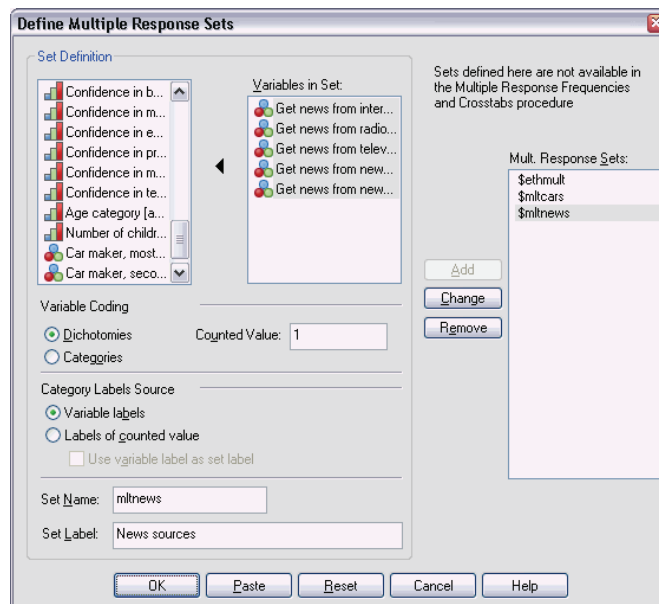 Define Multiple Response Sets
Set Definition
Confidence in b...
Confidence in m...
Confidence in e...
Confidence in pr...
Confidence in m...
Confidence in te...
Age category [a...
Number of childr...
Car maker, most...
Car maker, seco...
Variables in Set:
Get news from inter...
Get news from radio...
Get news from telev...
Get news from new...
Get news from new...
Sets defined here are not available in
the Multiple Response Frequencies
and Crosstabs procedure
Mult. Response Sets:
$ethmult
$mltcars
$mltnews
Add
Change
Remove
Variable Coding
Dichotomies
Counted Value: 1
Categories
Category Labels Source
Variable labels
Labels of counted value
Use variable label as set label
Set Name: mltnews
Set Label: News sources
OK Paste Reset Cancel Help